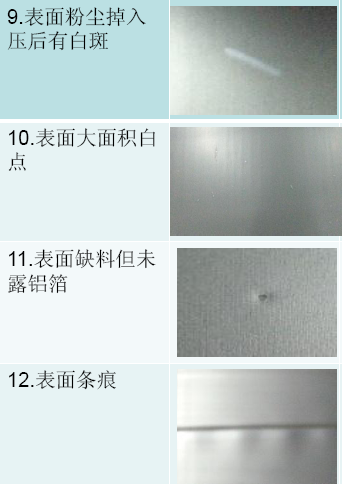 9.表面粉尘掉入
压后有白斑
10.表面大面积白
点
11.表面缺料但未
露铝箔
12.表面条痕